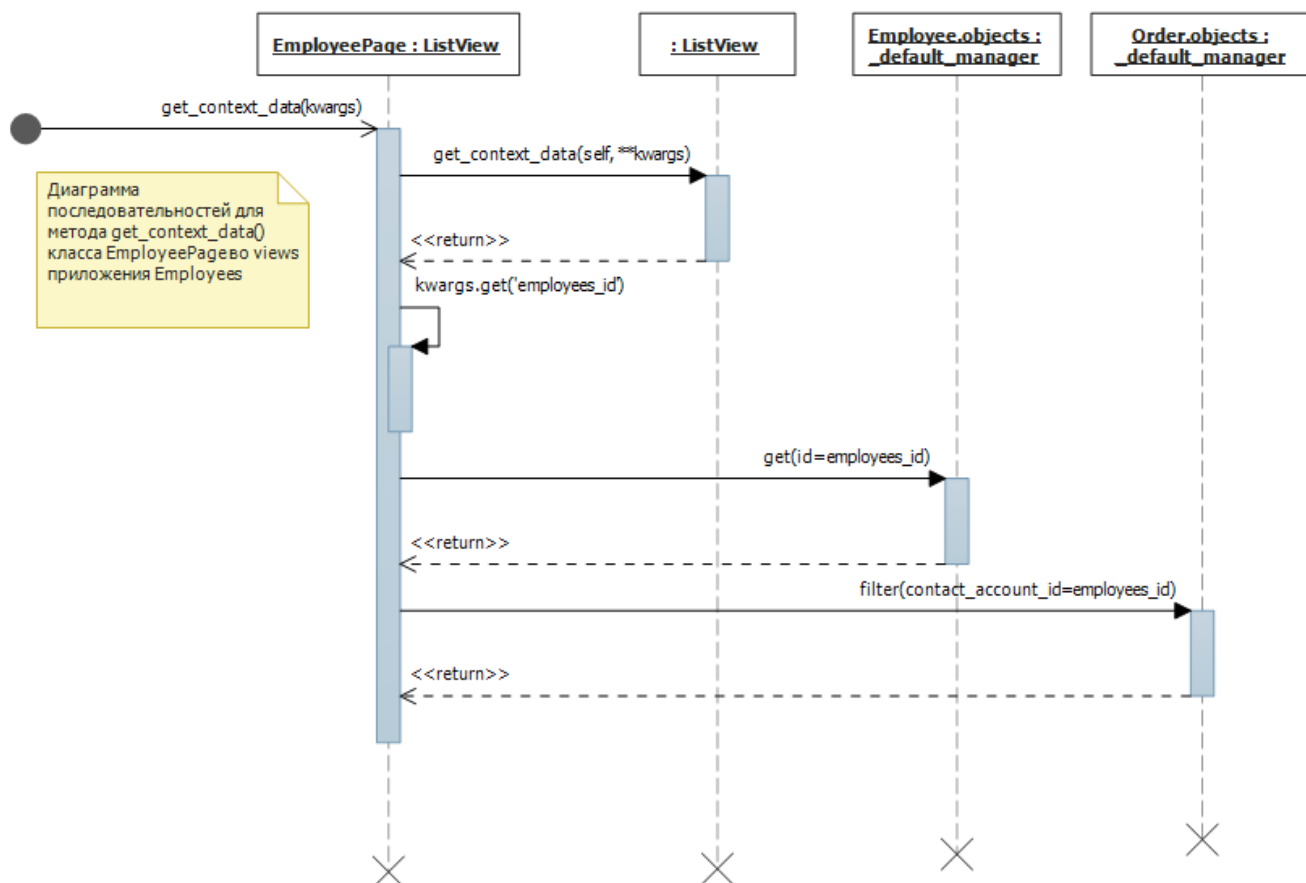 EmployeePage : ListView
: ListView
Employee.objects :
_default_manager
Order.objects :
_default_manager
get_context_data(kwargs)
get_context_data(self, **kwargs)
Диаграмма
последовательностей для
метода get_context_data()
класса EmployeePageво views
приложения Employees
<<return>>
kwargs.get('employees_id')
get(id=employees_id)
<<return>>
filter(contact_account_id=employees_id)
<<return>>